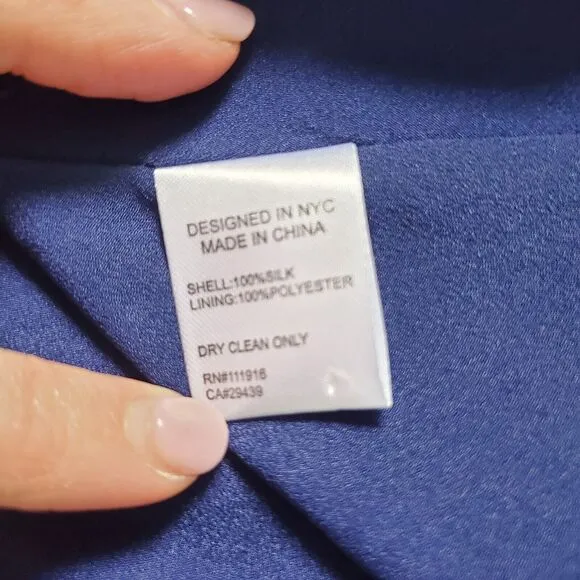 DESIGNED IN NYC
MADE IN CHINA
SHELL:100%SILK
LINING:100%POLYESTER
DRY CLEAN ONLY
RN#111916
CA#29439